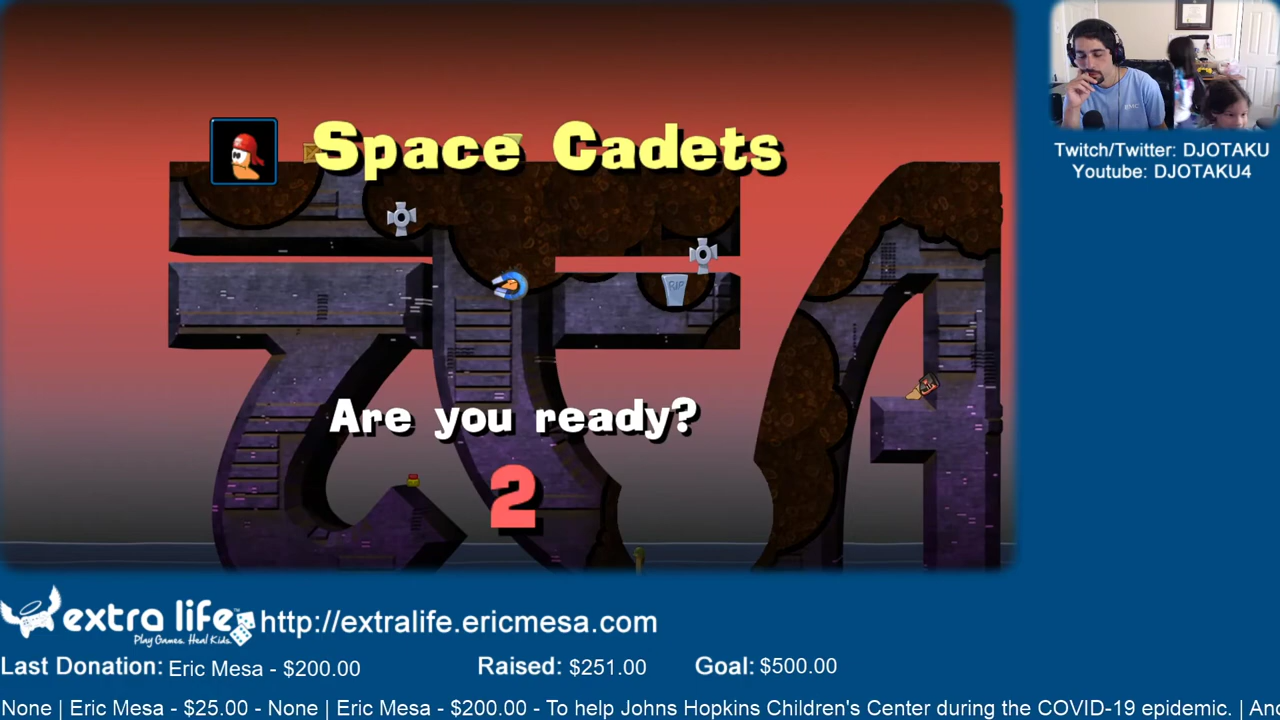 Space Cadets
Are you ready?
2
RIP
Twitch/Twitter: DJOTAKU
Youtube: DJOTAKU4
extra life
Play Games. Heal Kids.
http://extralife.ericmesa.com
Last Donation: Eric Mesa - $200.00 Raised: $251.00 Goal: $500.00
None | Eric Mesa - $25.00 - None | Eric Mesa - $200.00 - To help Johns Hopkins Children's Center during the COVID-19 epidemic. | And